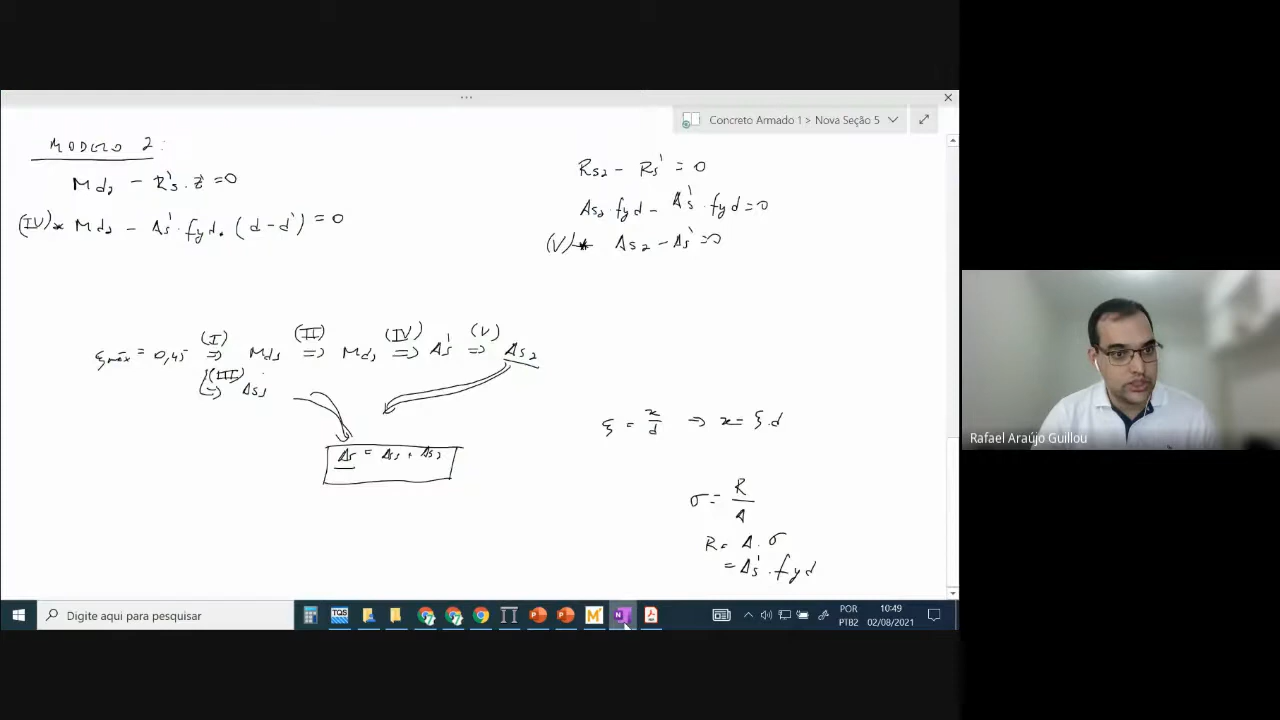 Concreto Armado 1 > Nova Seção 5
MODELO 2:
Md₂ - R's . z = 0
(IV)* Md₂ - As' . fyd . (d-d') = 0
Rs₂ - Rs' = 0
As₂ . fyd - As' . fyd = 0
(V)* As₂ - As' = 0
ξmáx = 0,45 (I) ⇒ Md₁ (II) ⇒ Md₂ (IV) ⇒ As' (V) ⇒ As₂
(III) ⇒ As₁
As = As₁ + As₂
ξ = x/d ⇒ x = ξ.d
σ = R/A
R = A . σ
= As' . fyd
Rafael Araújo Guillou
Digite aqui para pesquisar
TQS
POR
PTB2
10:49
02/08/2021